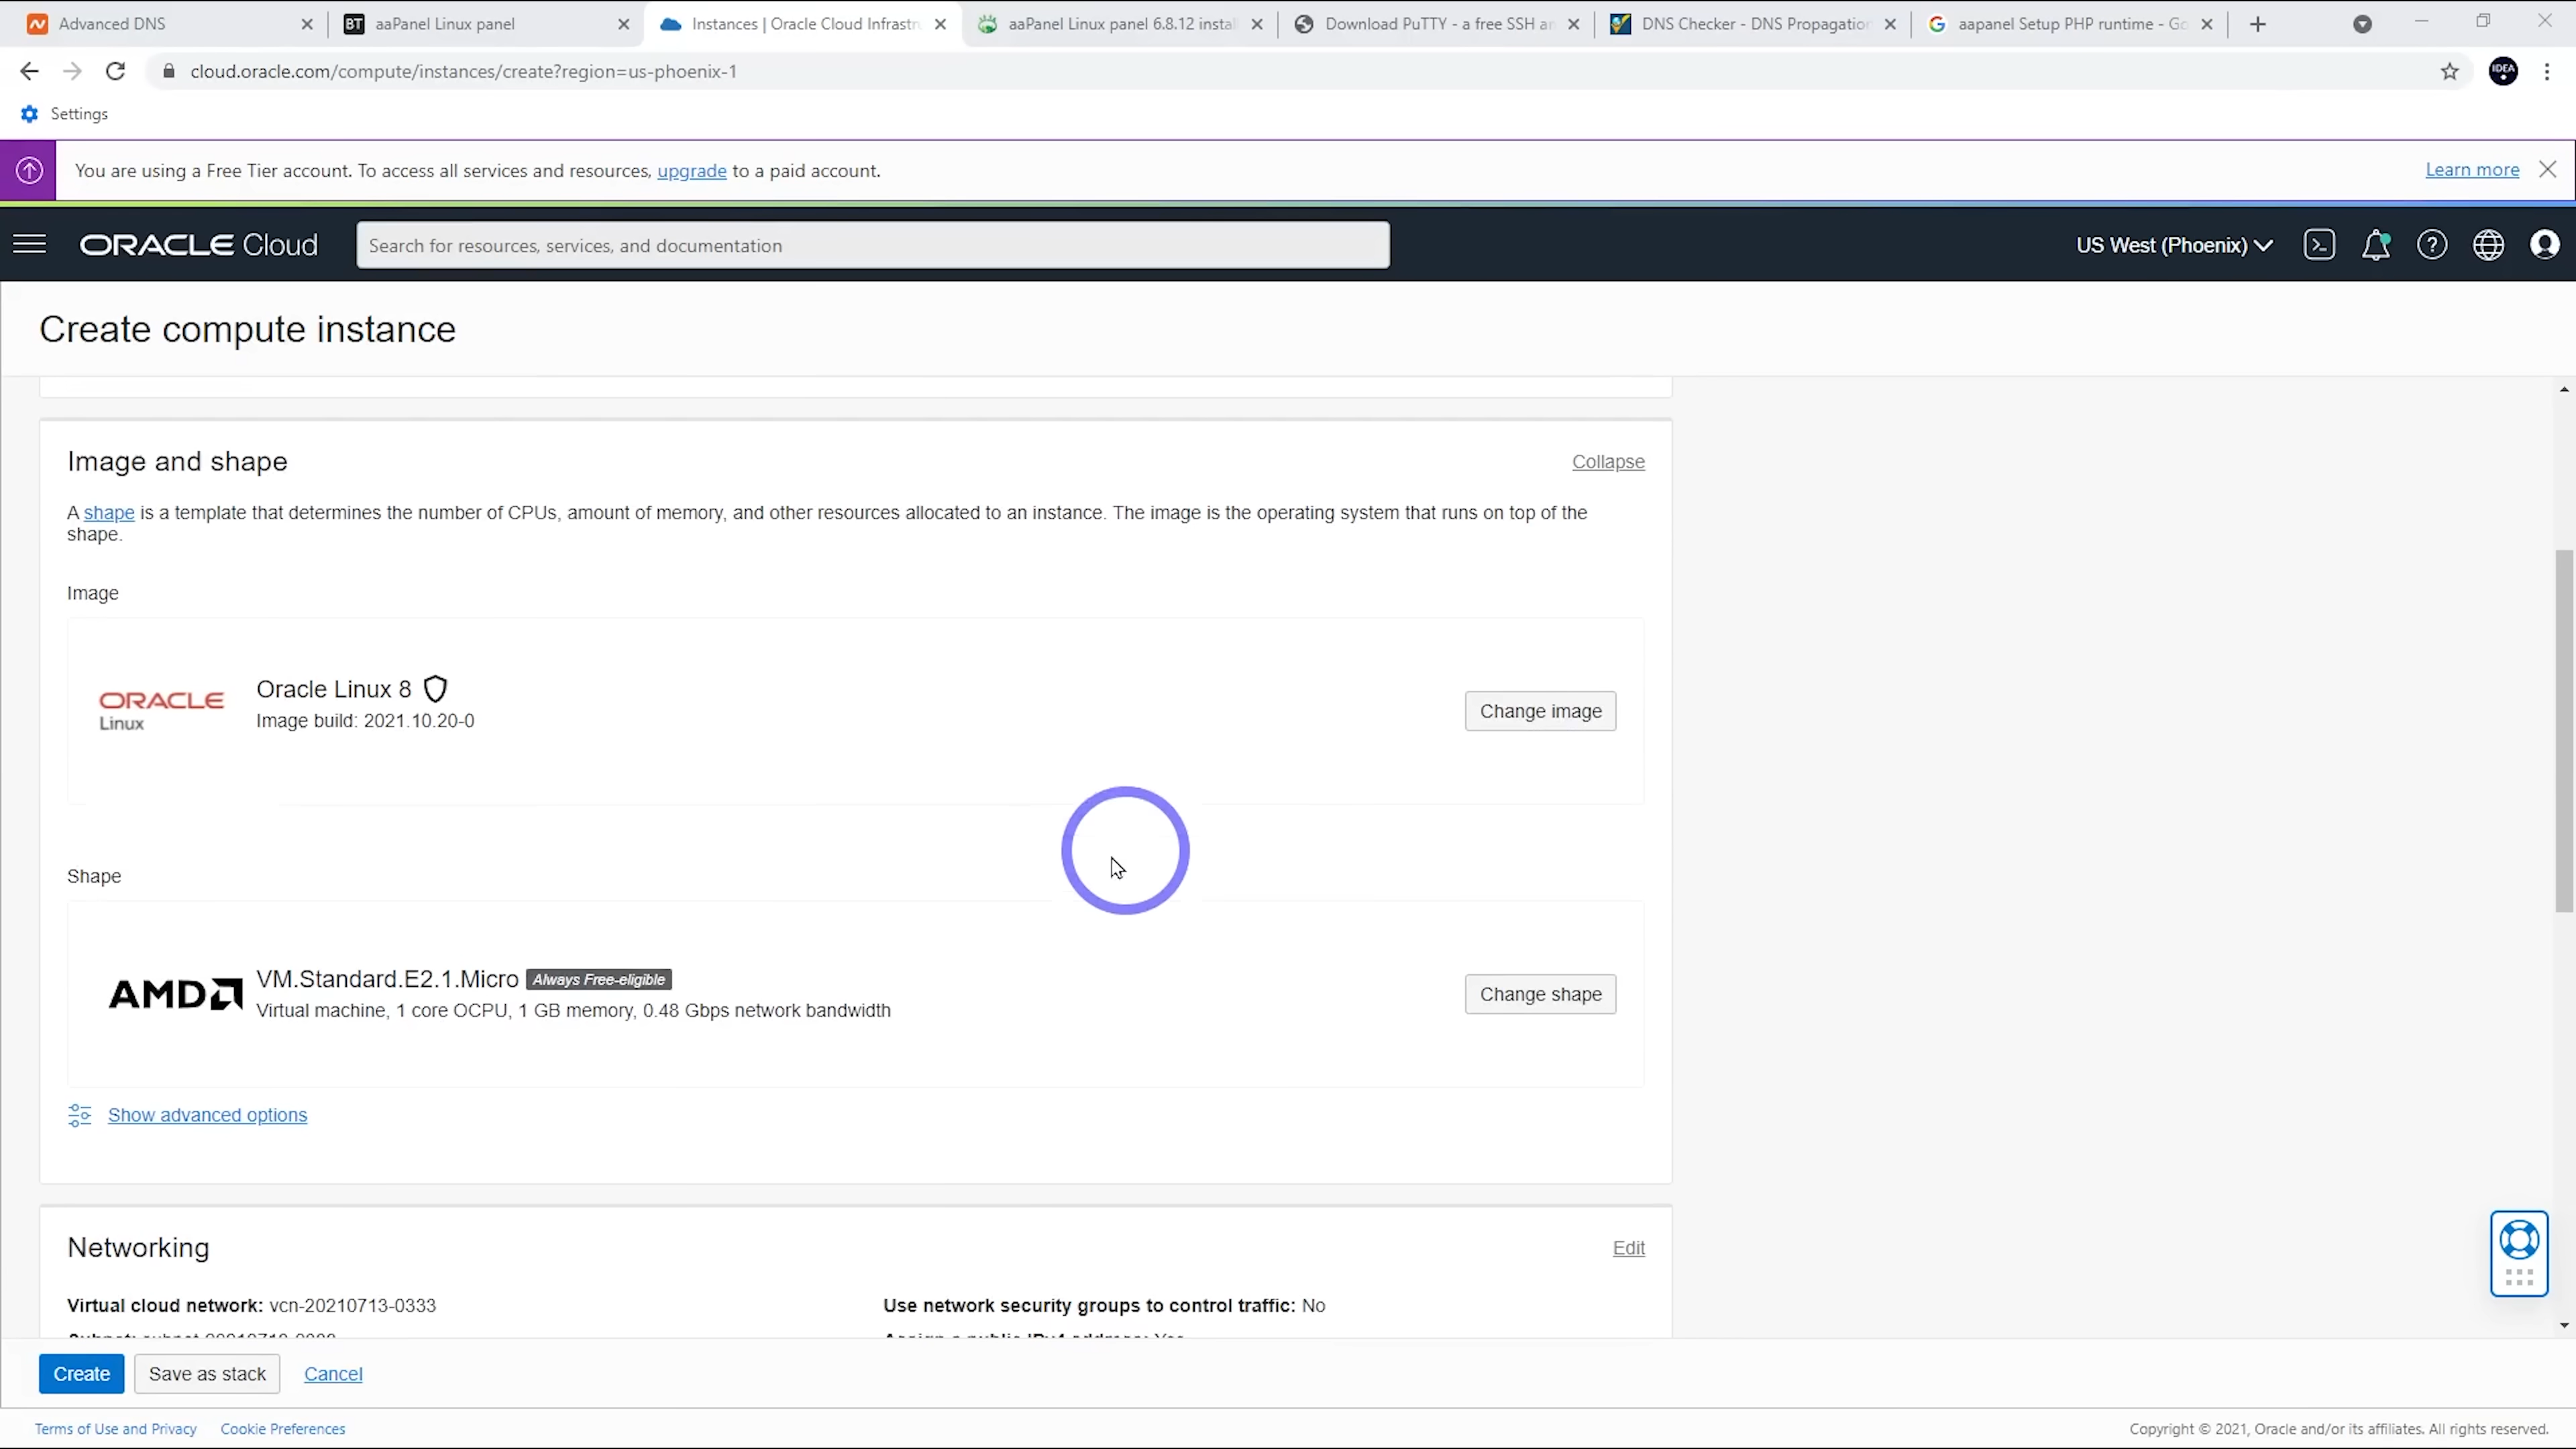 Advanced DNS
BT
aaPanel Linux panel
Instances | Oracle Cloud Infrastr
aaPanel Linux panel 6.8.12 instal
Download PuTTY - a free SSH an
DNS Checker - DNS Propagation
aapanel Setup PHP runtime - Go
cloud.oracle.com/compute/instances/create?region=us-phoenix-1
IDEA
Settings
You are using a Free Tier account. To access all services and resources, upgrade to a paid account.
Learn more
ORACLE Cloud
Search for resources, services, and documentation
US West (Phoenix)
Create compute instance
Image and shape
Collapse
A shape is a template that determines the number of CPUs, amount of memory, and other resources allocated to an instance. The image is the operating system that runs on top of the
shape.
Image
ORACLE
Linux
Oracle Linux 8
Image build: 2021.10.20-0
Change image
Shape
AMD
VM.Standard.E2.1.Micro Always Free-eligible
Virtual machine, 1 core OCPU, 1 GB memory, 0.48 Gbps network bandwidth
Change shape
Show advanced options
Networking
Edit
Virtual cloud network: vcn-20210713-0333
Use network security groups to control traffic: No
Create
Save as stack
Cancel
Terms of Use and Privacy
Cookie Preferences
Copyright © 2021, Oracle and/or its affiliates. All rights reserved.